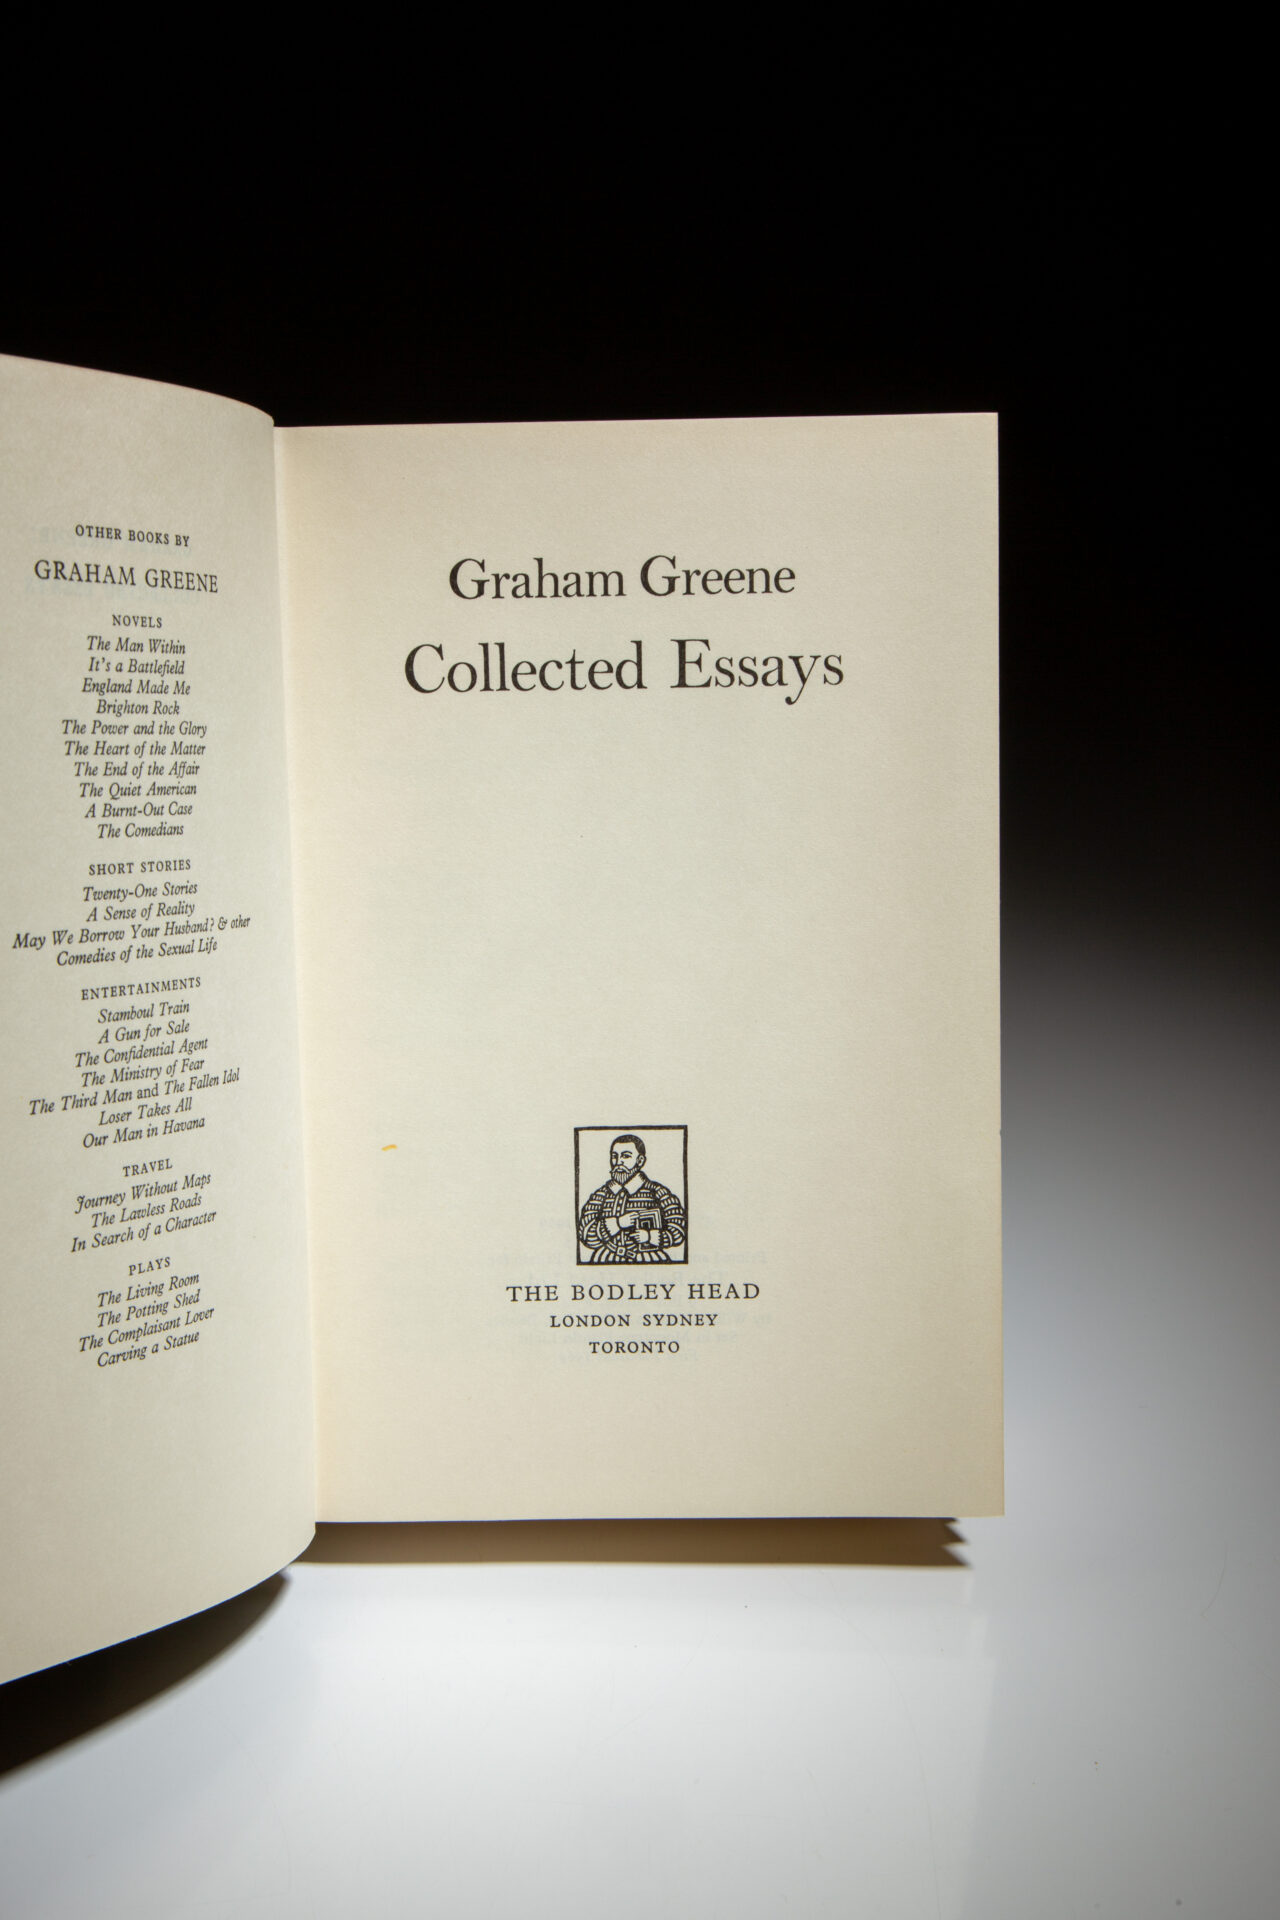 OTHER BOOKS BY
GRAHAM GREENE
NOVELS
The Man Within
It's a Battlefield
England Made Me
Brighton Rock
The Power and the Glory
The Heart of the Matter
The End of the Affair
The Quiet American
A Burnt-Out Case
The Comedians
SHORT STORIES
Twenty-One Stories
A Sense of Reality
May We Borrow Your Husband? & other
Comedies of the Sexual Life
ENTERTAINMENTS
Stamboul Train
A Gun for Sale
The Confidential Agent
The Ministry of Fear
The Third Man and The Fallen Idol
Loser Takes All
Our Man in Havana
TRAVEL
Journey Without Maps
The Lawless Roads
In Search of a Character
PLAYS
The Living Room
The Potting Shed
The Complaisant Lover
Carving a Statue
Graham Greene
Collected Essays
THE BODLEY HEAD
LONDON SYDNEY
TORONTO